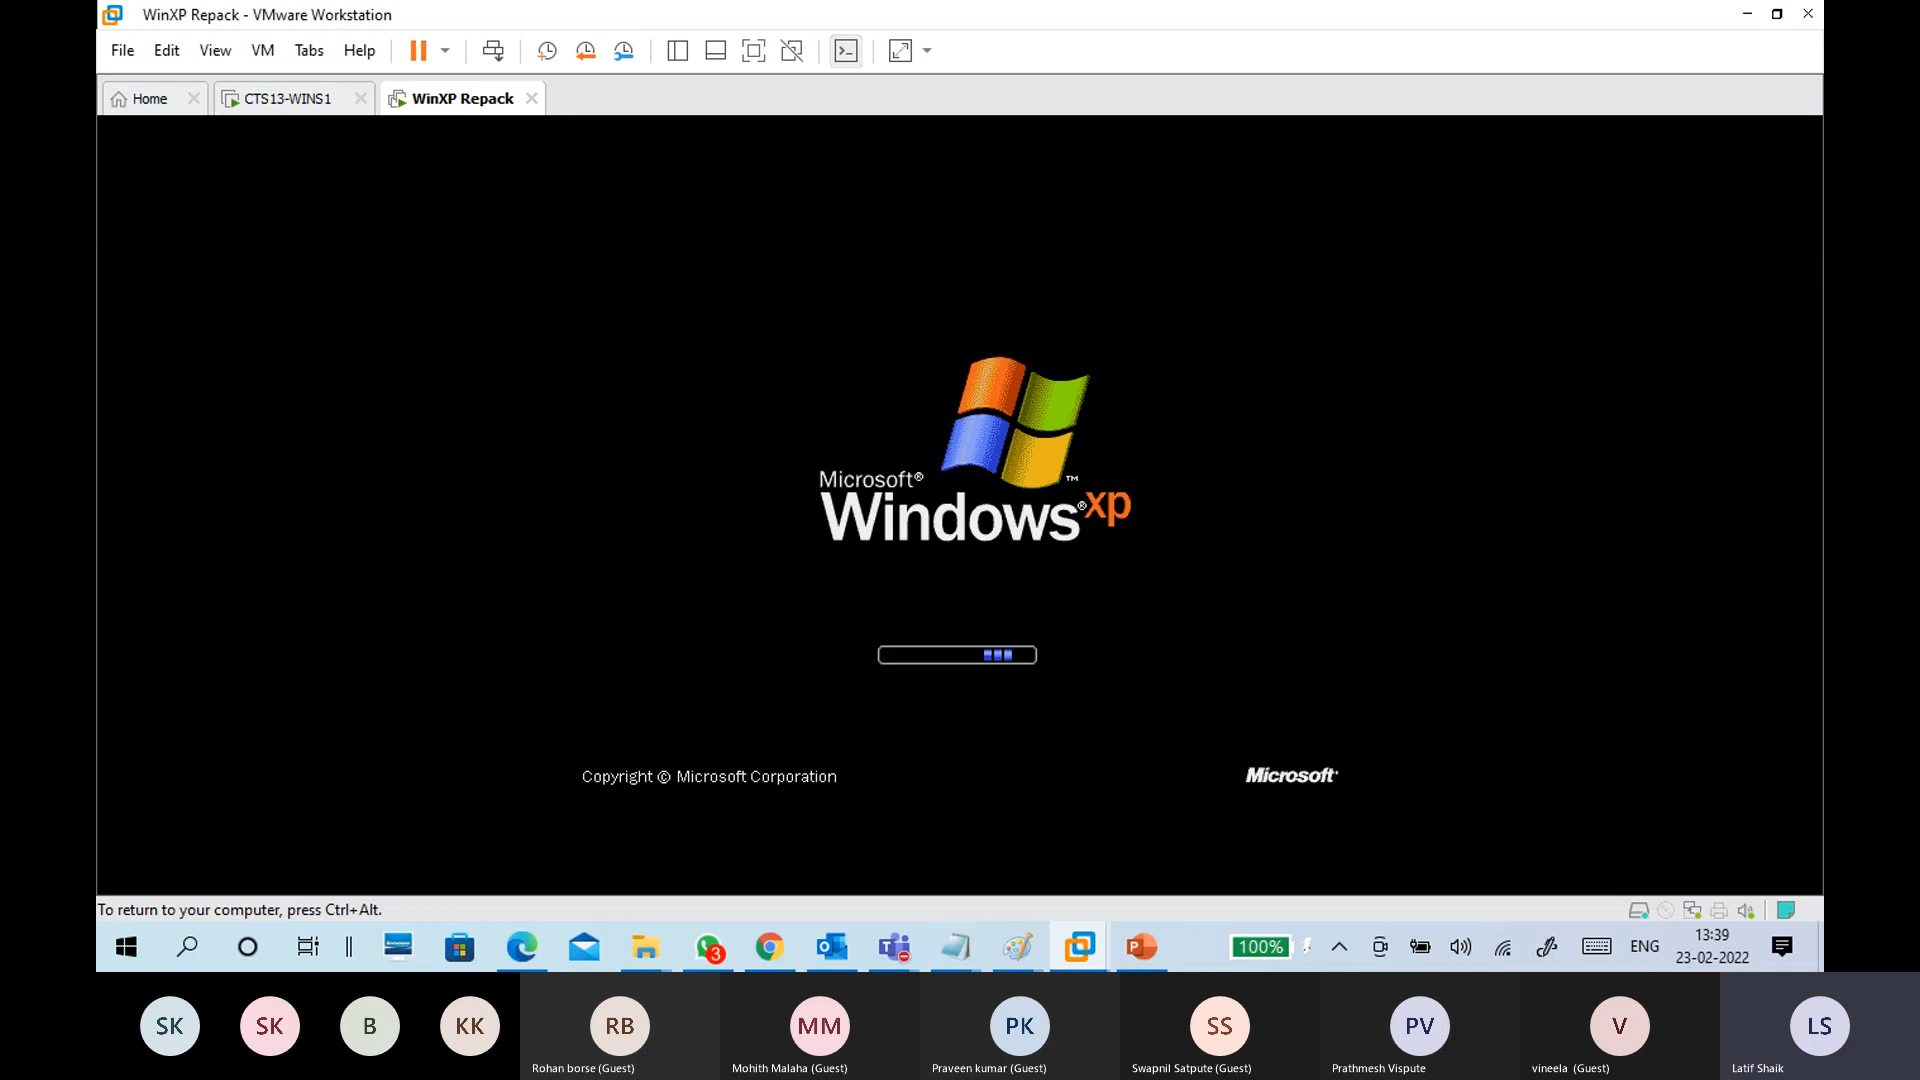 WinXP Repack - VMware Workstation
File Edit View VM Tabs Help
Home CTS13-WINS1 WinXP Repack
Microsoft®
Windows® xp ™
Copyright © Microsoft Corporation
Microsoft
To return to your computer, press Ctrl+Alt.
3 100% ENG 13:39
23-02-2022
SK SK B KK RB MM PK SS PV V LS
Rohan borse (Guest) Mohith Malaha (Guest) Praveen kumar (Guest) Swapnil Satpute (Guest) Prathmesh Vispute vineela (Guest) Latif Shaik